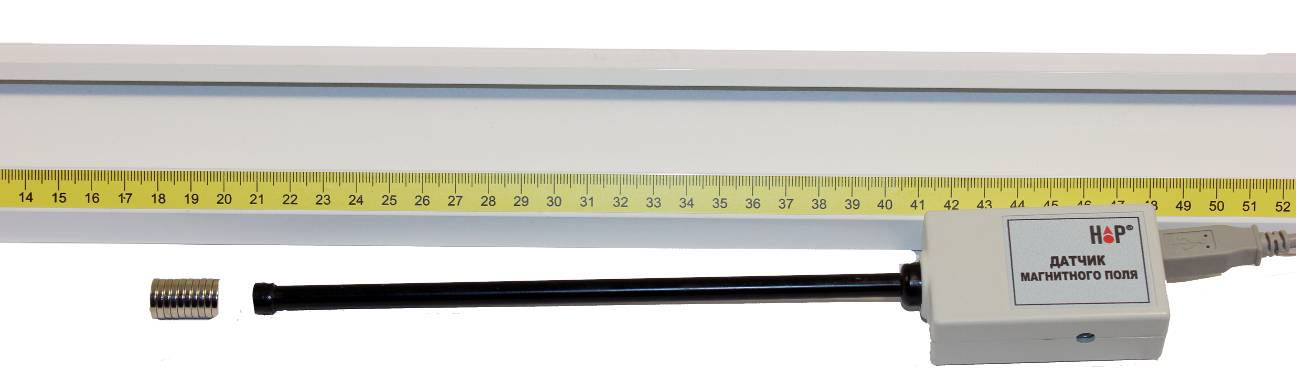 14 15 16 17 18 19 20 21 22 23 24 25 26 27 28 29 30 31 32 33 34 35 36 37 38 39 40 41 42 43 44 45 46 47 48 49 50 51 52
HP®
ДАТЧИК
МАГНИТНОГО ПОЛЯ